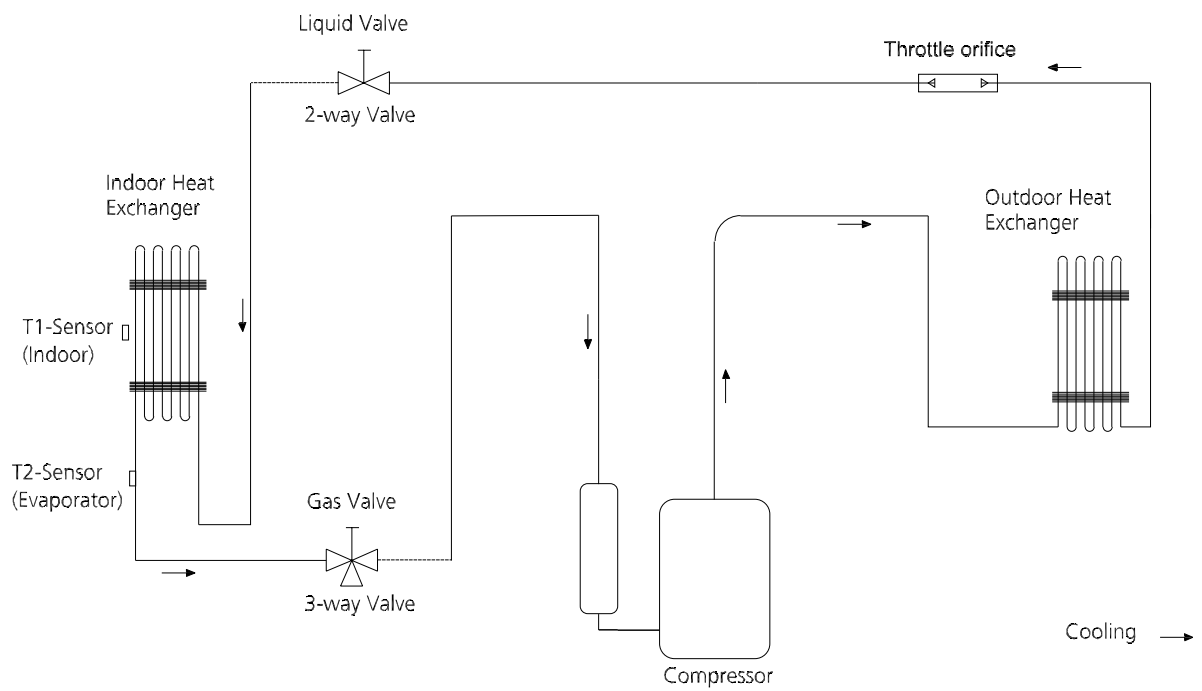 Liquid Valve
Throttle orifice
2-way Valve
Indoor Heat
Exchanger
Outdoor Heat
Exchanger
T1-Sensor
(Indoor)
T2-Sensor
(Evaporator)
Gas Valve
3-way Valve
Cooling
Compressor